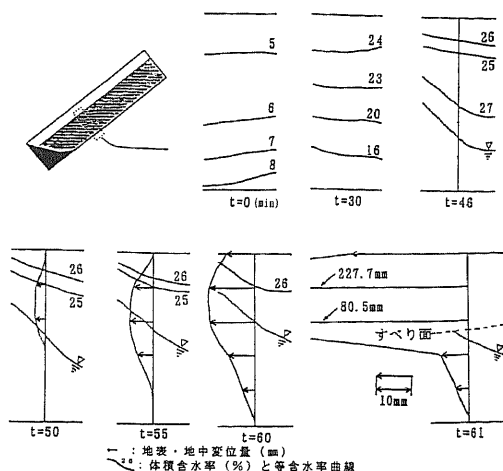 5
6
7
8
t=0 (min)
24
23
20
16
t=30
26
25
27
t=46
26
25
t=50
26
25
t=55
26
t=60
227.7mm
80.5mm
すべり面
10mm
t=61
: 地表・地中変位量 (mm)
26 : 体積含水率 (%) と等含水率曲線